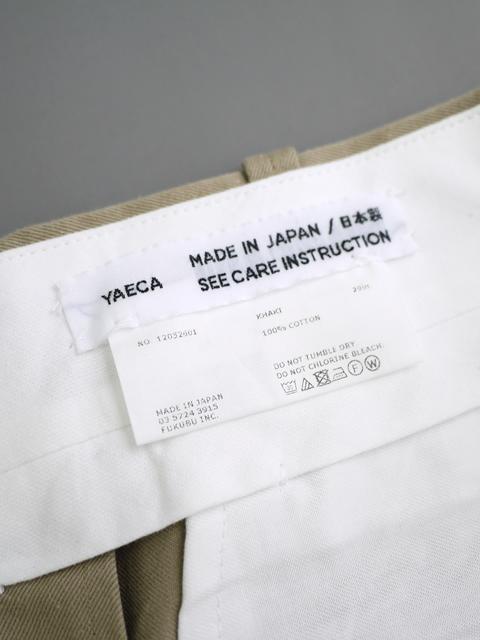 YAECA
MADE IN JAPAN / 日本製
SEE CARE INSTRUCTION
NO 12032601
KHAKI
100% COTTON
DO NOT TUMBLE DRY
DO NOT CHLORINE BLEACH.
F W
MADE IN JAPAN
03 5724 3915
FUKUBU INC.